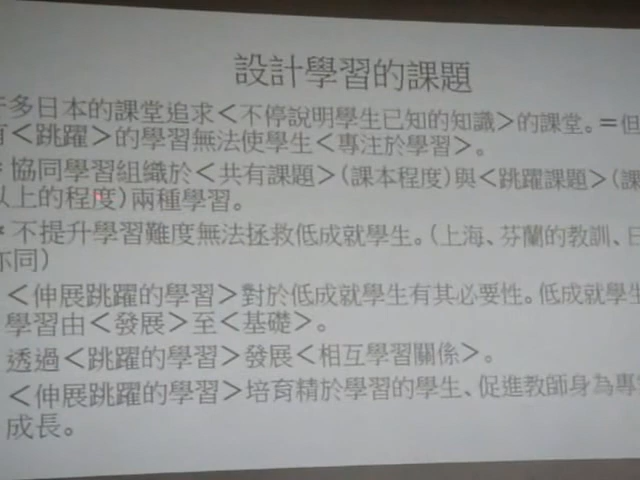 設計學習的課題
多日本的課堂追求＜不停說明學生已知的知識＞的課堂。＝但
有＜跳躍＞的學習無法使學生＜專注於學習＞。
協同學習組織於＜共有課題＞(課本程度)與＜跳躍課題＞(課
以上的程度)兩種學習。
* 不提升學習難度無法拯救低成就學生。(上海、芬蘭的教訓、日
亦同)
＜伸展跳躍的學習＞對於低成就學生有其必要性。低成就學生
學習由＜發展＞至＜基礎＞。
透過＜跳躍的學習＞發展＜相互學習關係＞。
＜伸展跳躍的學習＞培育精於學習的學生、促進教師身為專
成長。